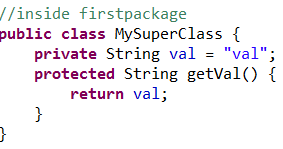 //inside firstpackage
public class MySuperClass {
    private String val = "val";
    protected String getVal() {
        return val;
    }
}